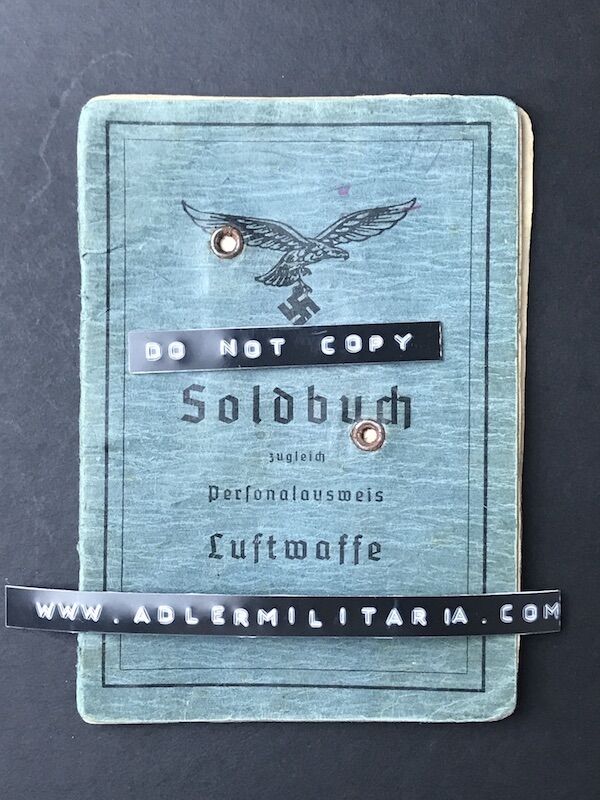 DO NOT COPY
Soldbuch
zugleich
Personalausweis
Luftwaffe
WWW.ADLERMILITARIA.COM